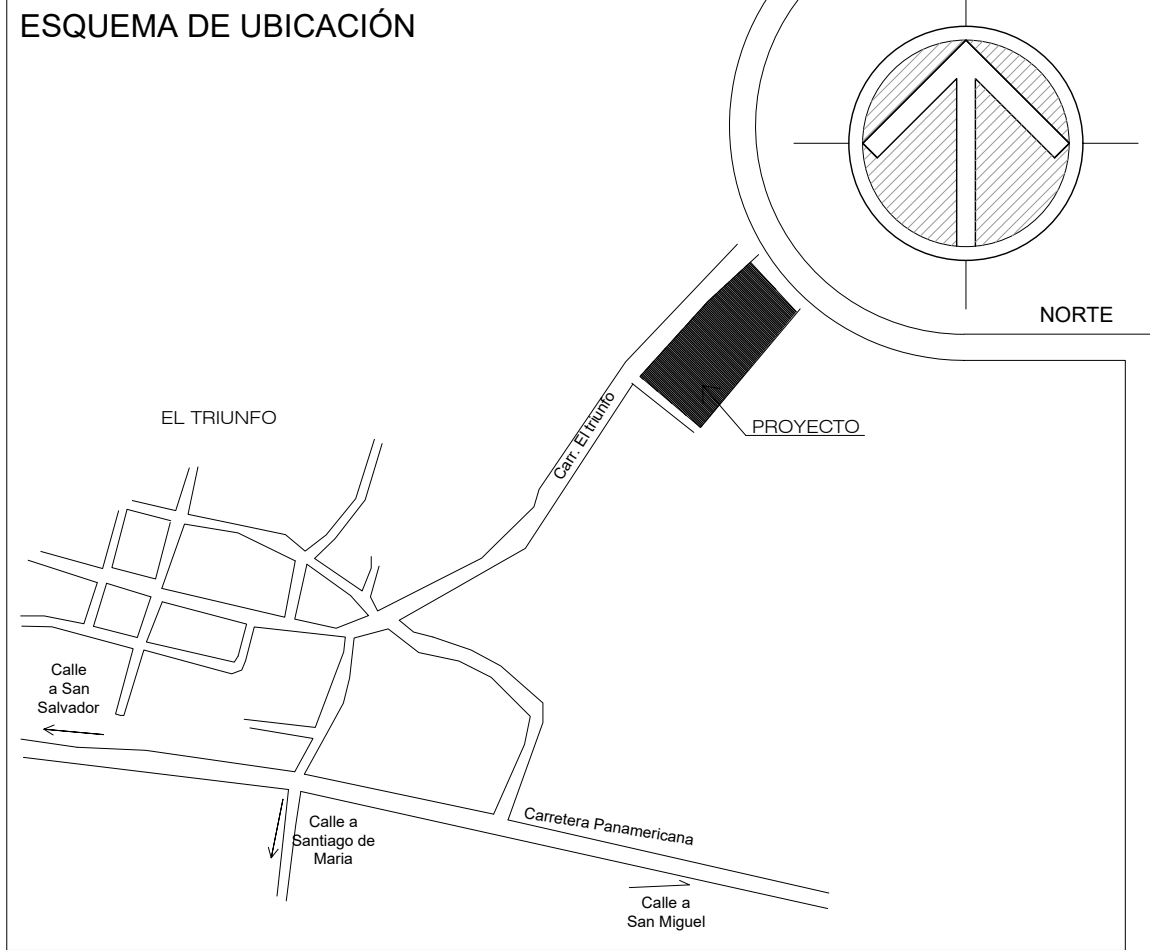 ESQUEMA DE UBICACIÓN
NORTE
Carr. El triunfo
EL TRIUNFO
PROYECTO
Calle
a San
Salvador
Carretera Panamericana
Calle a
Santiago de
Maria
Calle a
San Miguel